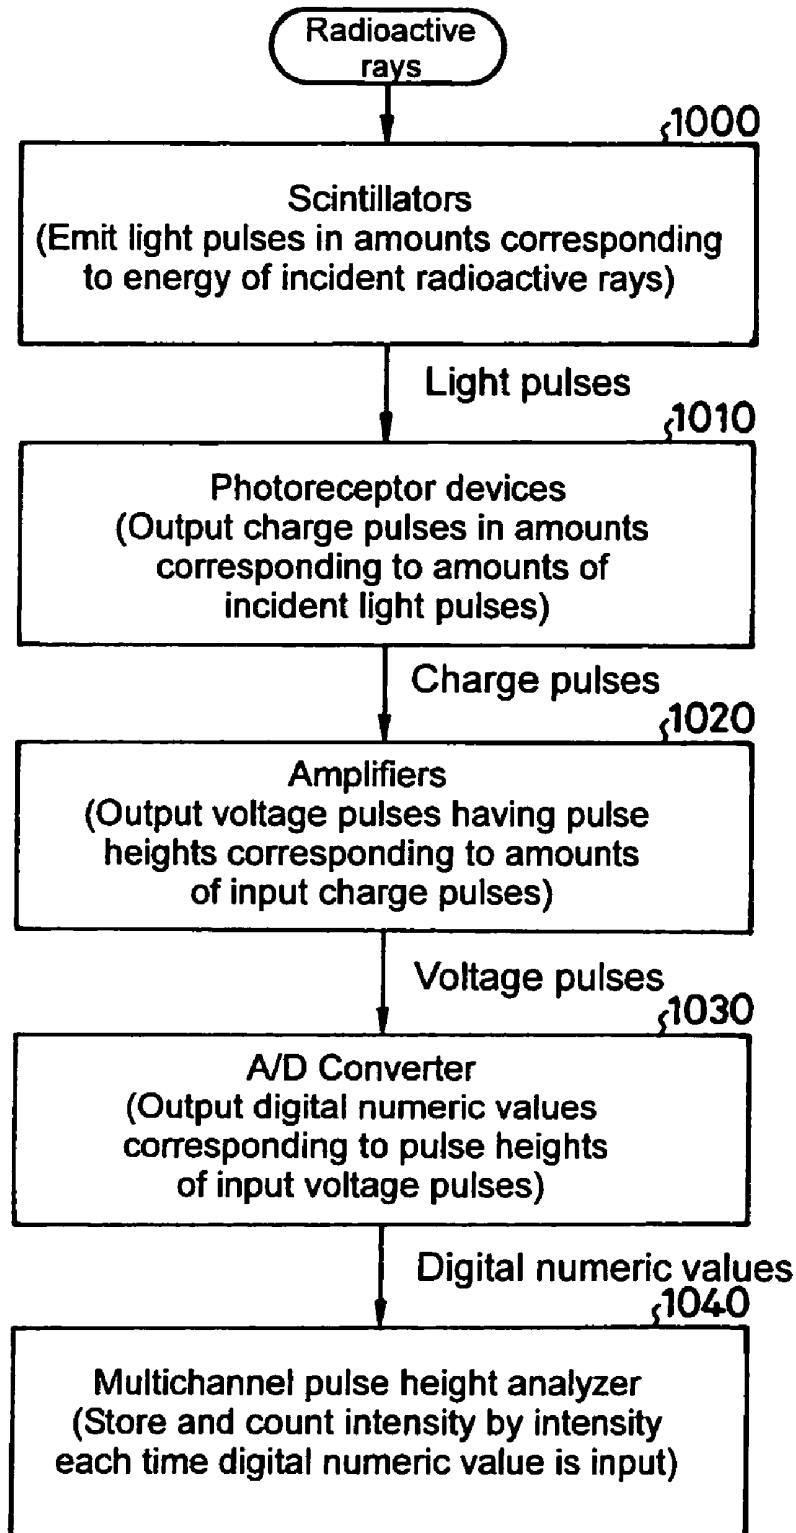 Radioactive
rays
1000
Scintillators
(Emit light pulses in amounts corresponding
to energy of incident radioactive rays)
Light pulses
1010
Photoreceptor devices
(Output charge pulses in amounts
corresponding to amounts of
incident light pulses)
Charge pulses
1020
Amplifiers
(Output voltage pulses having pulse
heights corresponding to amounts
of input charge pulses)
Voltage pulses
1030
A/D Converter
(Output digital numeric values
corresponding to pulse heights
of input voltage pulses)
Digital numeric values
1040
Multichannel pulse height analyzer
(Store and count intensity by intensity
each time digital numeric value is input)